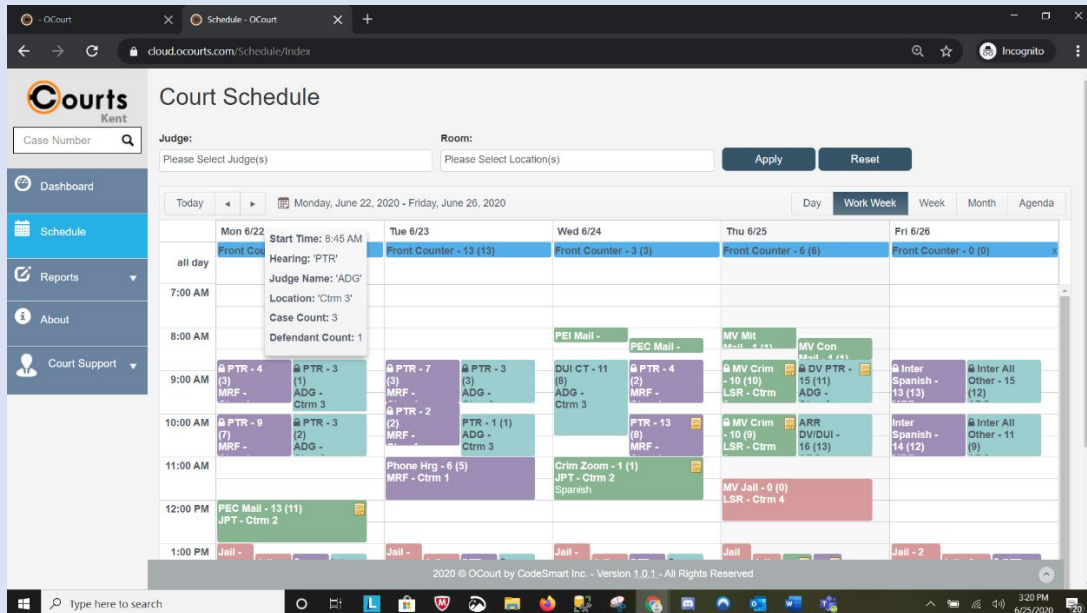 - OCourt
Schedule - OCourt
cloud.ocourts.com/Schedule/Index
Incognito
Courts
Kent
Case Number
Dashboard
Schedule
Reports
About
Court Support
Court Schedule
Judge:
Room:
Please Select Judge(s)
Please Select Location(s)
Apply
Reset
Today
Monday, June 22, 2020 - Friday, June 26, 2020
Day Work Week Week Month Agenda
Mon 6/22 Tue 6/23 Wed 6/24 Thu 6/25 Fri 6/26
all day
Front Cou
Front Counter - 13 (13)
Front Counter - 3 (3)
Front Counter - 6 (6)
Front Counter - 0 (0)
Start Time: 8:45 AM
Hearing: 'PTR'
Judge Name: 'ADG'
Location: 'Ctrm 3'
Case Count: 3
Defendant Count: 1
7:00 AM
8:00 AM
PEI Mail -
PEC Mail -
MV Mit
MV Con
9:00 AM
PTR - 4
(3)
MRF -
PTR - 3
(1)
ADG -
Ctrm 3
PTR - 7
(3)
MRF -
PTR - 3
(3)
ADG -
DUI CT - 11
(8)
ADG -
Ctrm 3
PTR - 4
(2)
MRF -
MV Crim
- 10 (10)
LSR - Ctrm
DV PTR -
15 (11)
ADG -
Inter
Spanish -
13 (13)
Inter All
Other - 15
(12)
10:00 AM
PTR - 9
(7)
MRF -
PTR - 3
(2)
ADG -
PTR - 2
(2)
MRF -
PTR - 1 (1)
ADG -
Ctrm 3
PTR - 13
(8)
MRF -
MV Crim
- 10 (9)
LSR - Ctrm
ARR
DV/DUI -
16 (13)
Inter
Spanish -
14 (12)
Inter All
Other - 11
(9)
11:00 AM
Phone Hrg - 6 (5)
MRF - Ctrm 1
Crim Zoom - 1 (1)
JPT - Ctrm 2
Spanish
MV Jail - 0 (0)
LSR - Ctrm 4
12:00 PM
PEC Mail - 13 (11)
JPT - Ctrm 2
1:00 PM
Jail -
Jail -
Jail -
Jail
Jail - 2
2020 © OCourt by CodeSmart Inc. - Version 1.0.1 - All Rights Reserved
Type here to search
3:20 PM
6/25/2020